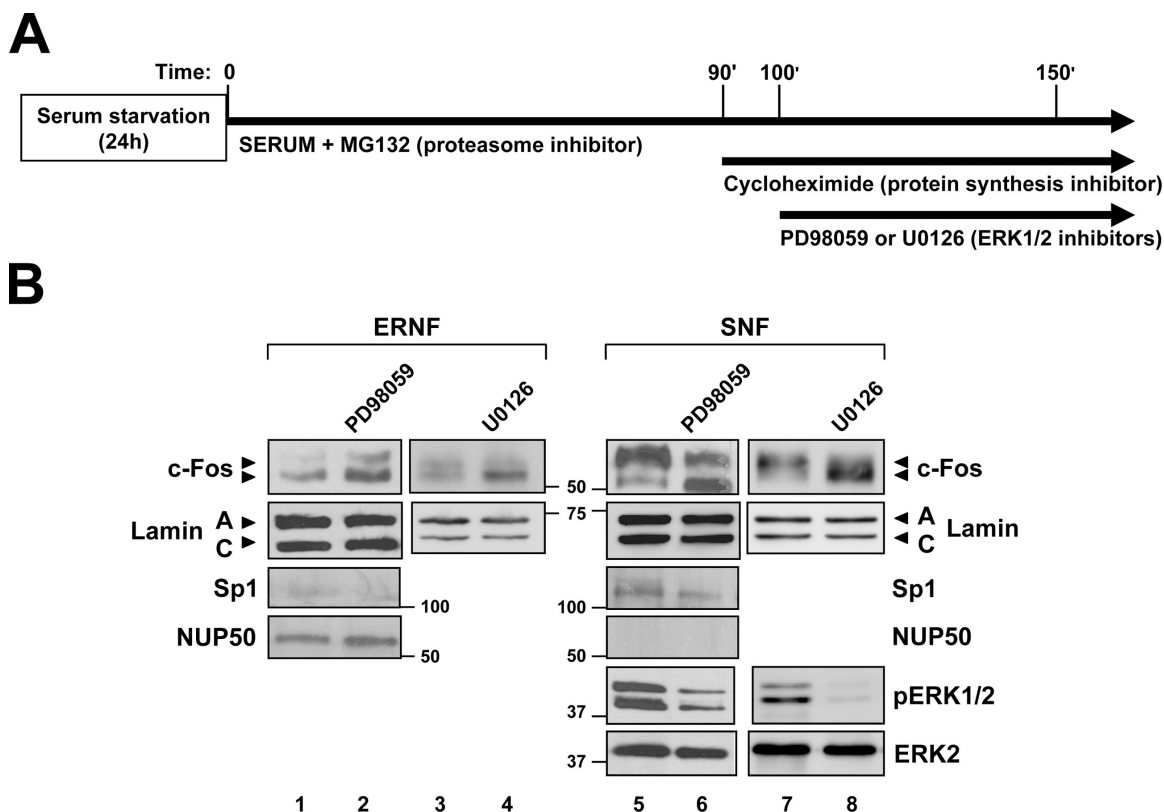 A
Time: 0 90' 100' 150'
Serum starvation
(24h)
SERUM + MG132 (proteasome inhibitor)
Cycloheximide (protein synthesis inhibitor)
PD98059 or U0126 (ERK1/2 inhibitors)
B
ERNF SNF
PD98059 U0126 PD98059 U0126
c-Fos 50 c-Fos
Lamin A C 75 A C Lamin
Sp1 100 100 Sp1
NUP50 50 50 NUP50
37 pERK1/2
37 ERK2
1 2 3 4 5 6 7 8